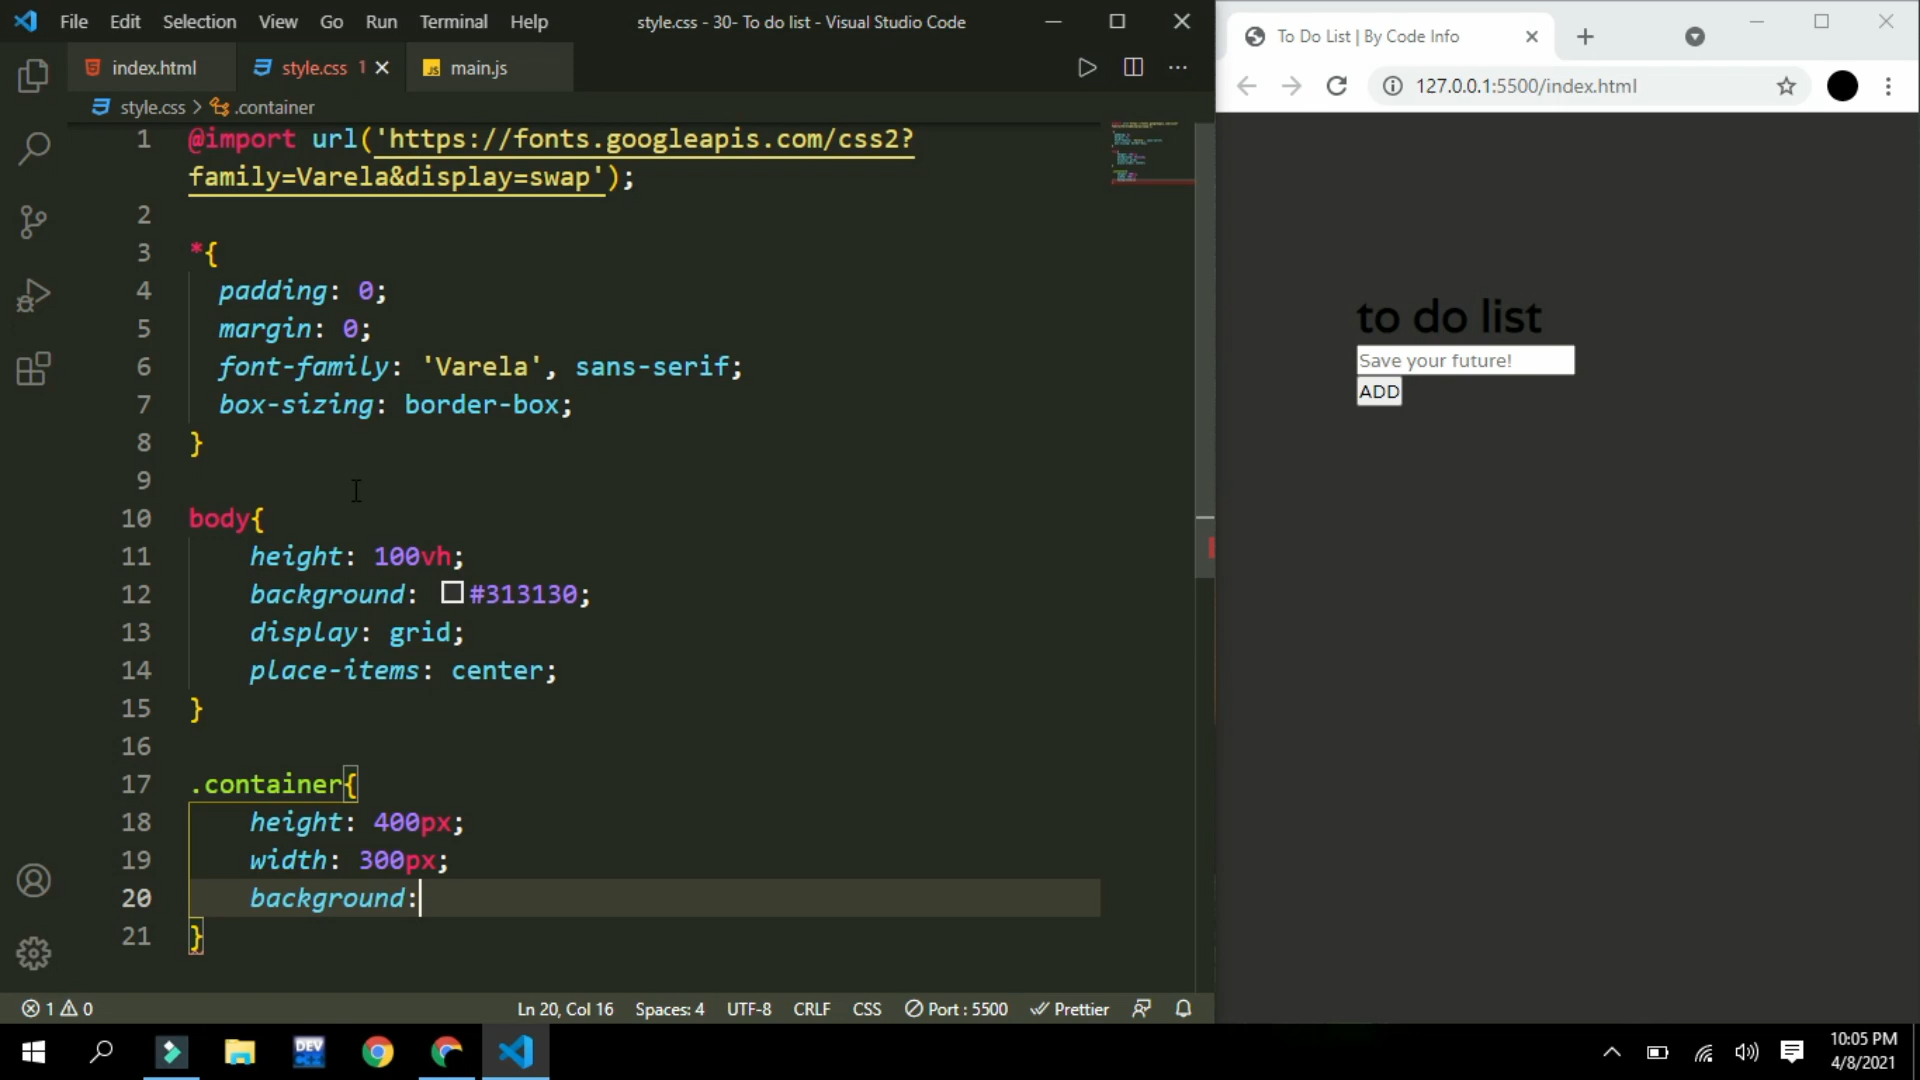 File Edit Selection View Go Run Terminal Help style.css - 30- To do list - Visual Studio Code
index.html style.css 1 JS main.js
style.css > .container
1 @import url('https://fonts.googleapis.com/css2?
family=Varela&display=swap');
2
3 *{
4 padding: 0;
5 margin: 0;
6 font-family: 'Varela', sans-serif;
7 box-sizing: border-box;
8 }
9
10 body{
11 height: 100vh;
12 background: #313130;
13 display: grid;
14 place-items: center;
15 }
16
17 .container{
18 height: 400px;
19 width: 300px;
20 background:
21 }
1 0 Ln 20, Col 16 Spaces: 4 UTF-8 CRLF CSS Port : 5500 Prettier
To Do List | By Code Info
127.0.0.1:5500/index.html
to do list
Save your future!
ADD
DEV
C++
10:05 PM
4/8/2021